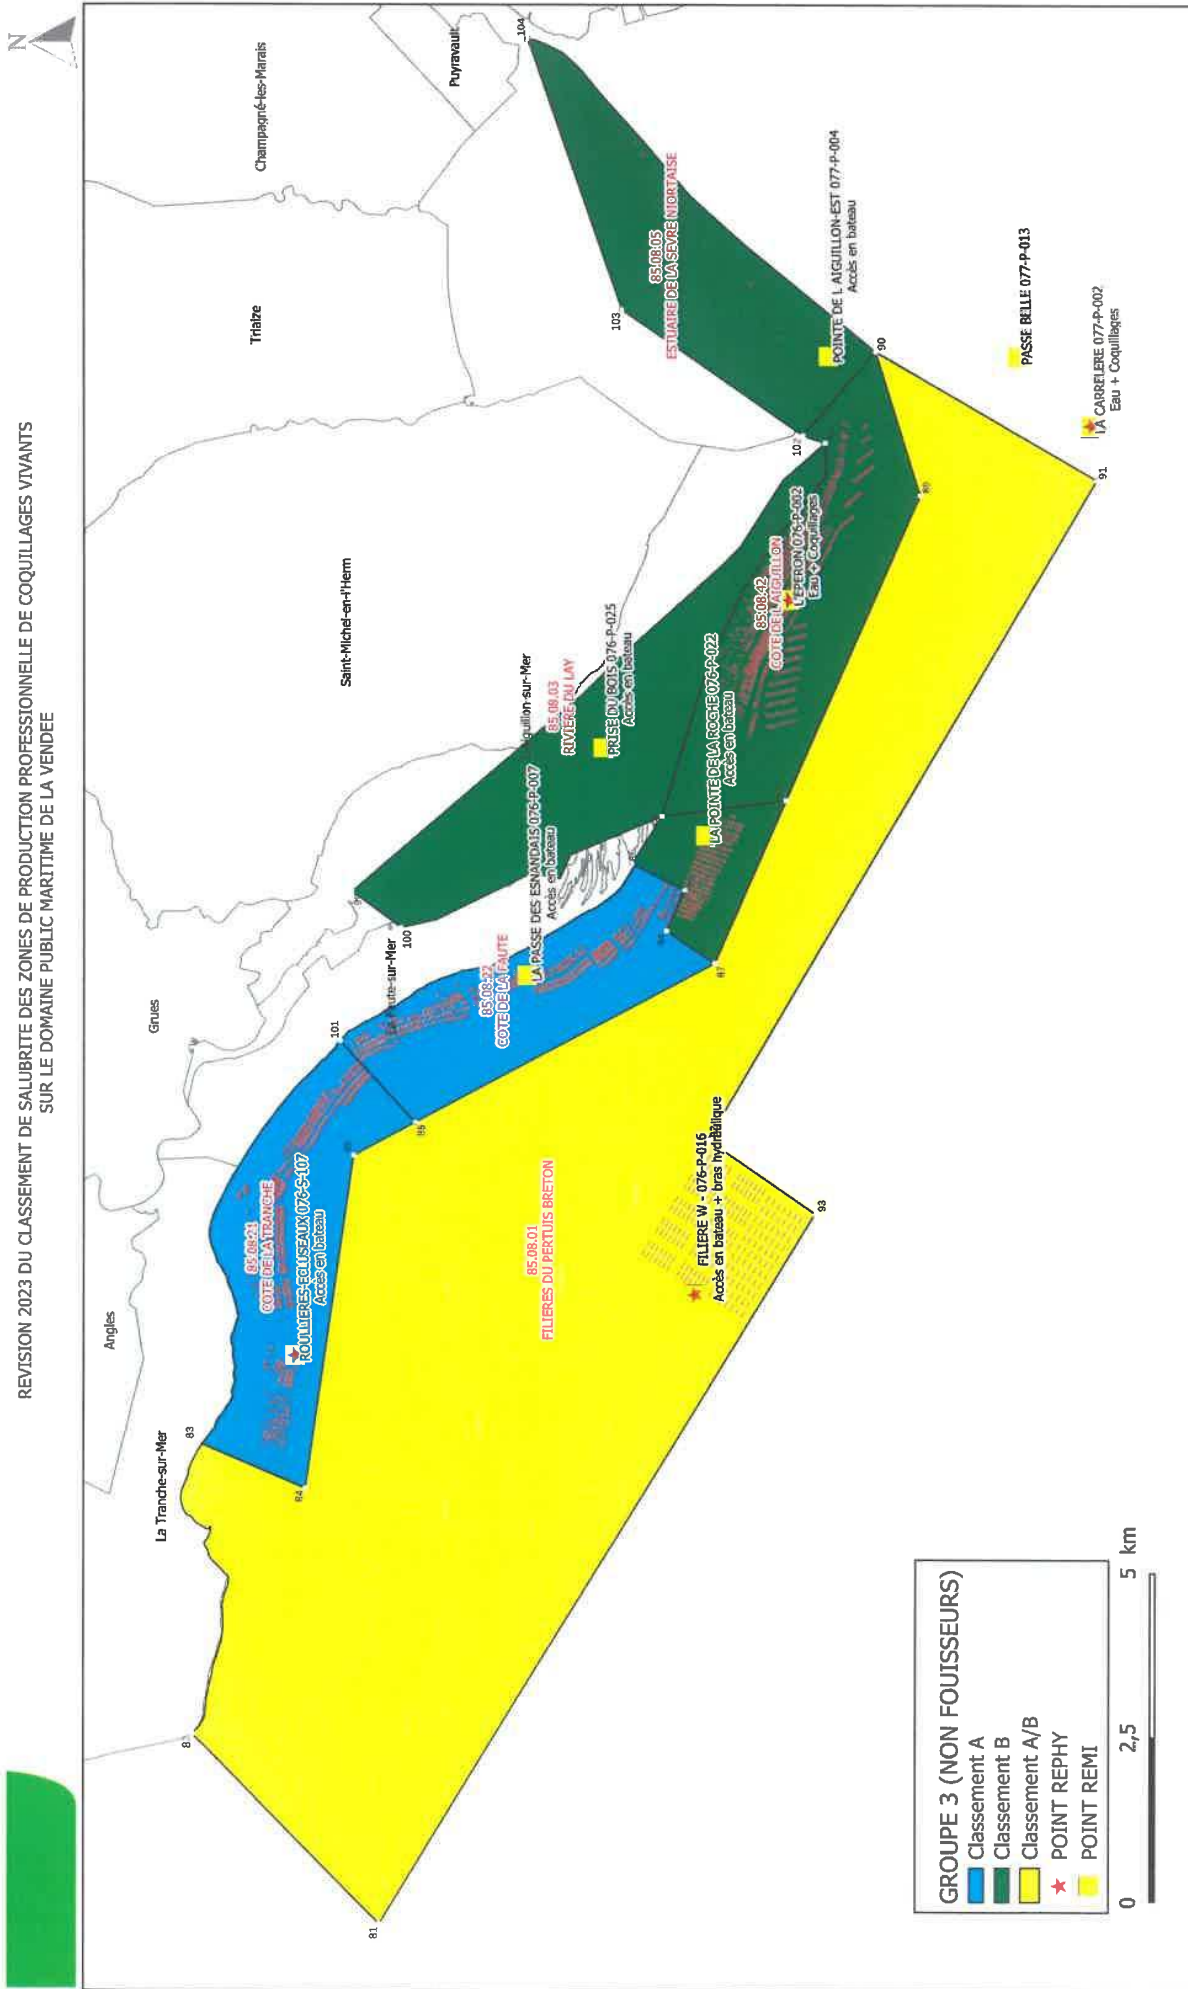 REVISION 2023 DU CLASSEMENT DE SALUBRITE DES ZONES DE PRODUCTION PROFESSIONNELLE DE COQUILLAGES VIVANTS
SUR LE DOMAINE PUBLIC MARITIME DE LA VENDEE
N
La Tranche-sur-Mer
Angles
Grues
La Faute-sur-Mer
Saint-Michel-en-l'Herm
Triaize
Champagné-les-Marais
Puyravault
81
83
84
85.08.21
COTE DE LA TRANCHE
ROULLIERES-ECLUSEAUX 076-S-107
Accès en bateau
101
100
86
85.08.22
COTE DE LA FAUTE
LA PASSE DES ESNANDAIS 076-P-007
Accès en bateau
85.08.03
RIVIERE DU LAY
PRISE DU BOIS 076-P-025
Accès en bateau
87
LA POINTE DE LA ROCHE 076-P-022
Accès en bateau
85.08.42
COTE DE L AIGUILLON
L'EPERON 076-P-002
Eau + Coquillages
102
103
104
85.08.05
ESTUAIRE DE LA SEVRE NIORTAISE
POINTE DE L AIGUILLON-EST 077-P-004
Accès en bateau
89
90
91
PASSE BELLE 077-P-013
LA CARRELERE 077-P-002
Eau + Coquillages
85.08.01
FILIERES DU PERTUIS BRETON
FILIERE W - 076-P-016
Accès en bateau + bras hydraulique
93
GROUPE 3 (NON FOUISSEURS)
Classement A
Classement B
Classement A/B
POINT REPHY
POINT REMI
0 2,5 5 km